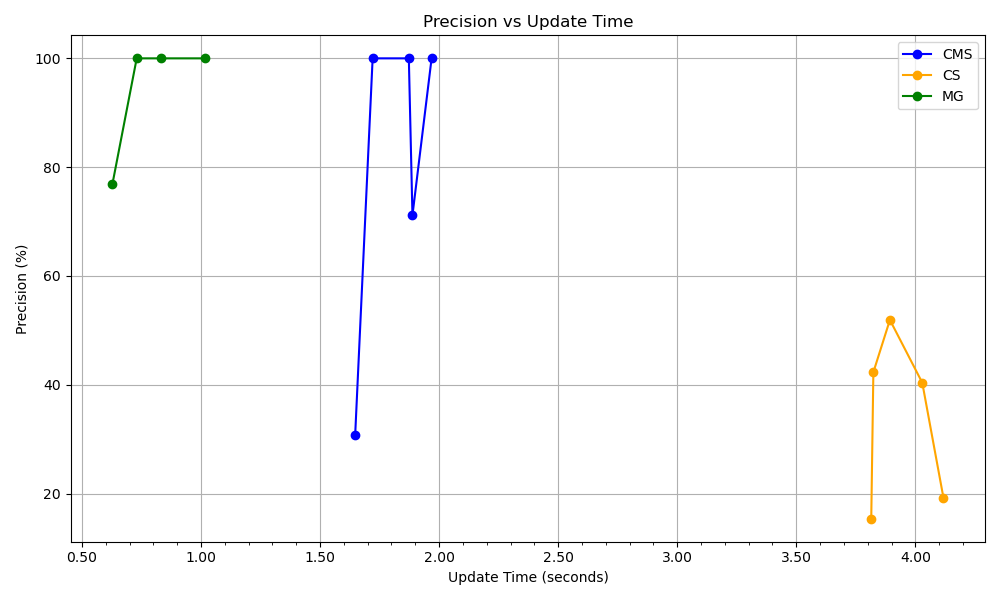 Precision vs Update Time
CMS
CS
MG
Precision (%)
100
80
60
40
20
0.50 1.00 1.50 2.00 2.50 3.00 3.50 4.00
Update Time (seconds)